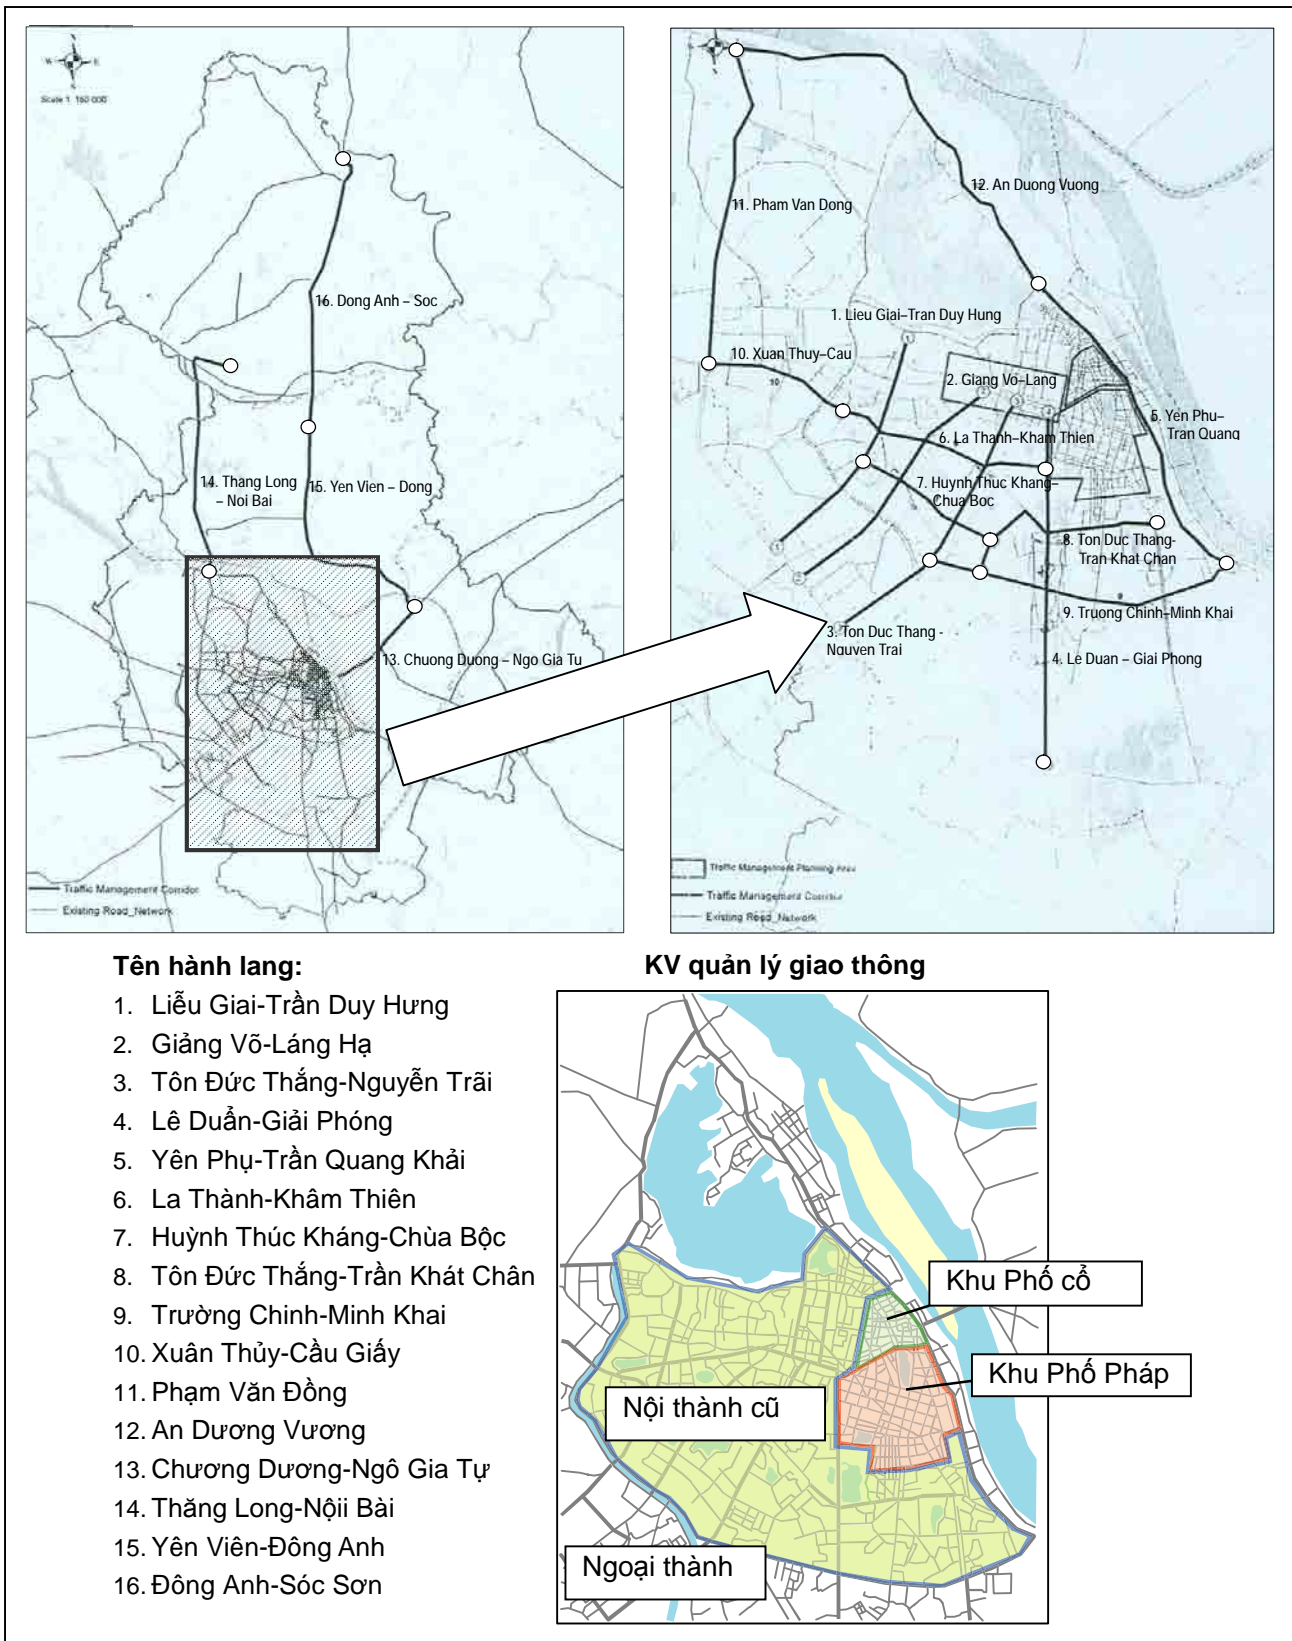 W E
Scale 1: 160 000
16. Dong Anh – Soc
14. Thang Long
– Noi Bai
15. Yen Vien – Dong
13. Chuong Duong – Ngo Gia Tu
Traffic Management Corridor
Existing Road_Network
12. An Duong Vuong
11. Pham Van Dong
1. Lieu Giai–Tran Duy Hung
10. Xuan Thuy–Cau
10
2. Giang Vo–Lang
5. Yen Phu–
Tran Quang
6. La Thanh–Kham Thien
7. Huynh Thuc Khang–
Chua Boc
8. Ton Duc Thang-
Tran Khat Chan
9. Truong Chinh–Minh Khai
3. Ton Duc Thang -
Nguyen Trai
4. Le Duan – Giai Phong
Traffic Management Planning Area
Traffic Management Corridor
Existing Road_Network
Tên hành lang:
1. Liễu Giai-Trần Duy Hưng
2. Giảng Võ-Láng Hạ
3. Tôn Đức Thắng-Nguyễn Trãi
4. Lê Duẩn-Giải Phóng
5. Yên Phụ-Trần Quang Khải
6. La Thành-Khâm Thiên
7. Huỳnh Thúc Kháng-Chùa Bộc
8. Tôn Đức Thắng-Trần Khát Chân
9. Trường Chinh-Minh Khai
10. Xuân Thủy-Cầu Giấy
11. Phạm Văn Đồng
12. An Dương Vương
13. Chương Dương-Ngô Gia Tự
14. Thăng Long-Nộii Bài
15. Yên Viên-Đông Anh
16. Đông Anh-Sóc Sơn
KV quản lý giao thông
Khu Phố cổ
Khu Phố Pháp
Nội thành cũ
Ngoại thành